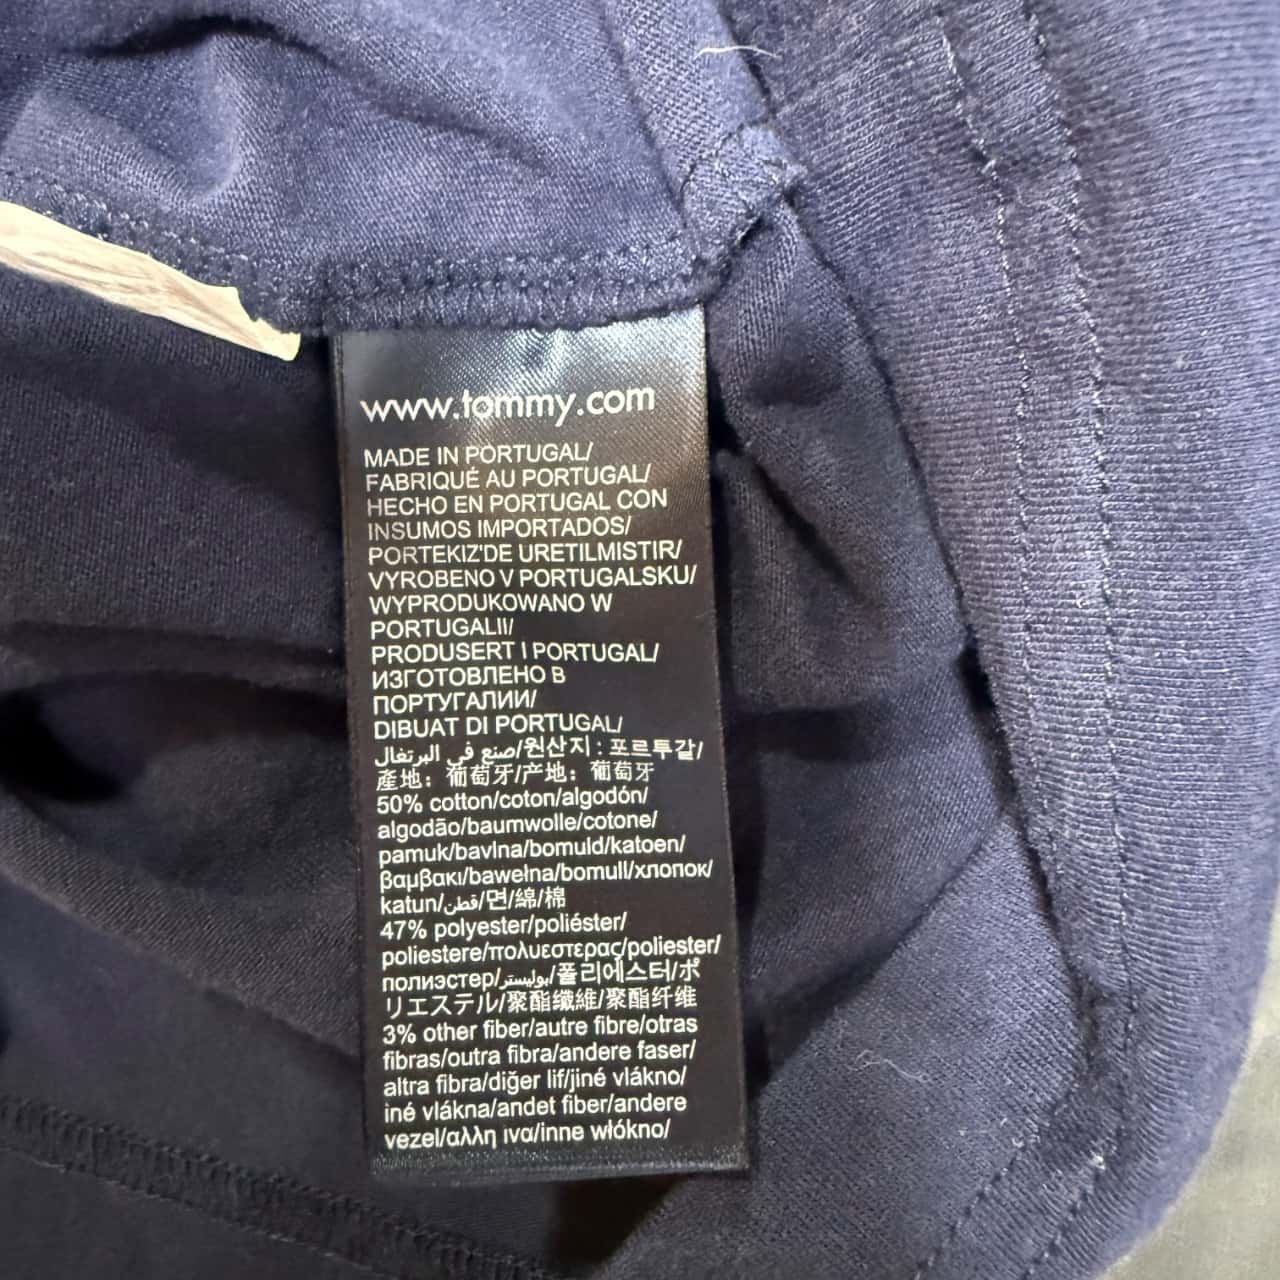 www.tommy.com
MADE IN PORTUGAL/
FABRIQUÉ AU PORTUGAL/
HECHO EN PORTUGAL CON
INSUMOS IMPORTADOS/
PORTEKIZ'DE URETILMISTIR/
VYROBENO V PORTUGALSKU/
WYPRODUKOWANO W
PORTUGALII/
PRODUSERT I PORTUGAL/
ИЗГОТОВЛЕНО В
ПОРТУГАЛИИ/
DIBUAT DI PORTUGAL/
صنع في البرتغال/원산지 : 포르투갈/
產地：葡萄牙/产地：葡萄牙
50% cotton/coton/algodón/
algodão/baumwolle/cotone/
pamuk/bavlna/bomuld/katoen/
βαμβακι/bawełna/bomull/хлопок/
katun/قطن/면/綿/棉
47% polyester/poliéster/
poliestere/πολυεστερας/poliester/
полиэстер/بوليستر/폴리에스터/ポ
リエステル/聚酯纖維/聚酯纤维
3% other fiber/autre fibre/otras
fibras/outra fibra/andere faser/
altra fibra/diğer lif/jiné vlákno/
iné vlákna/andet fiber/andere
vezel/αλλη ινα/inne włókno/